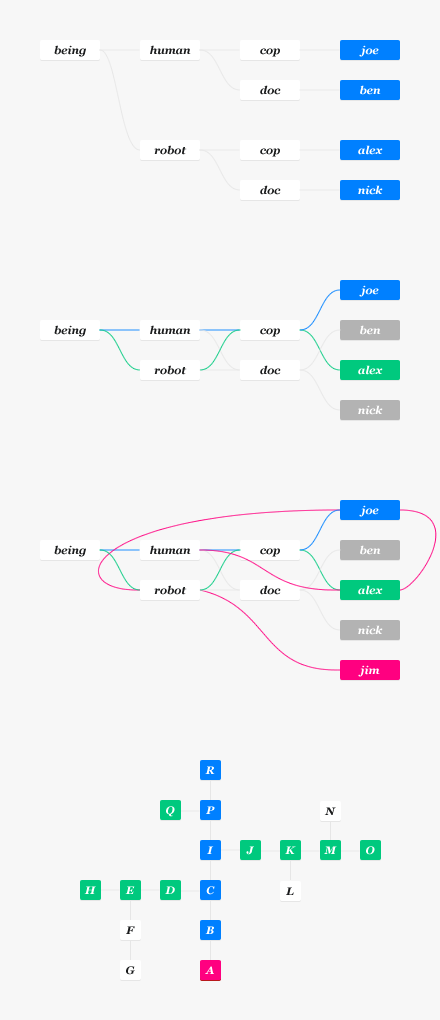 being human cop joe
doc ben
robot cop alex
doc nick
joe
being human cop ben
robot doc alex
nick
joe
being human cop ben
robot doc alex
nick
jim
R
Q P N
I J K M O
H E D C L
F B
G A